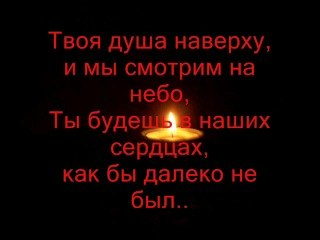 Твоя душа наверху,
и мы смотрим на
небо,
Ты будешь в наших
сердцах,
как бы далеко не
был..